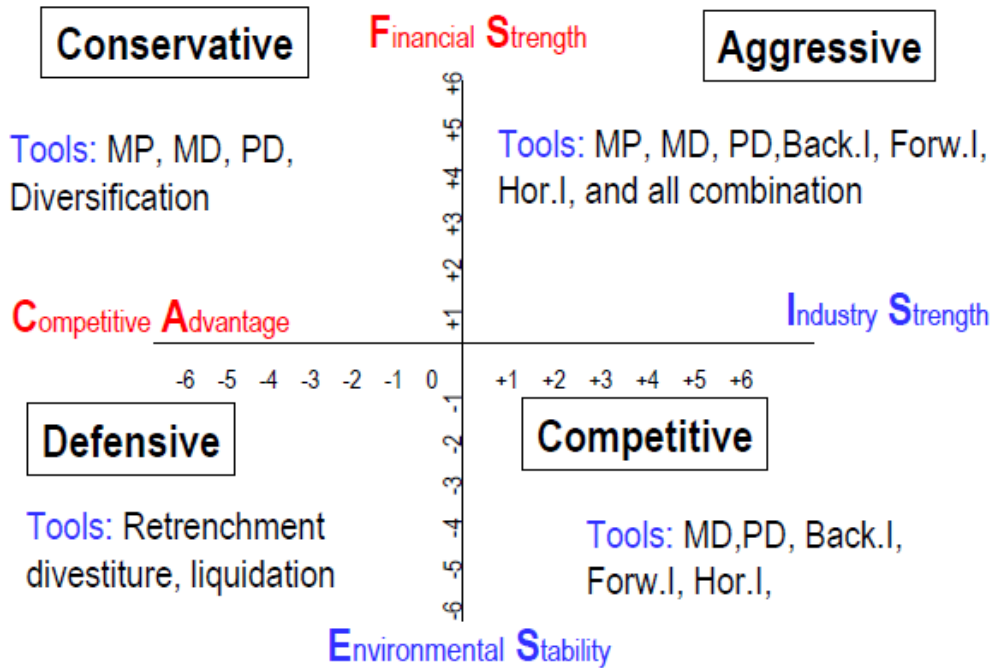 Conservative
Financial Strength
Aggressive
Tools: MP, MD, PD,
Diversification
Tools: MP, MD, PD,Back.I, Forw.I,
Hor.I, and all combination
+6
+5
+4
+3
+2
+1
Competitive Advantage
Industry Strength
-6 -5 -4 -3 -2 -1 0 +1 +2 +3 +4 +5 +6
-1
-2
-3
-4
-5
-6
Defensive
Competitive
Tools: Retrenchment
divestiture, liquidation
Tools: MD,PD, Back.I,
Forw.I, Hor.I,
Environmental Stability